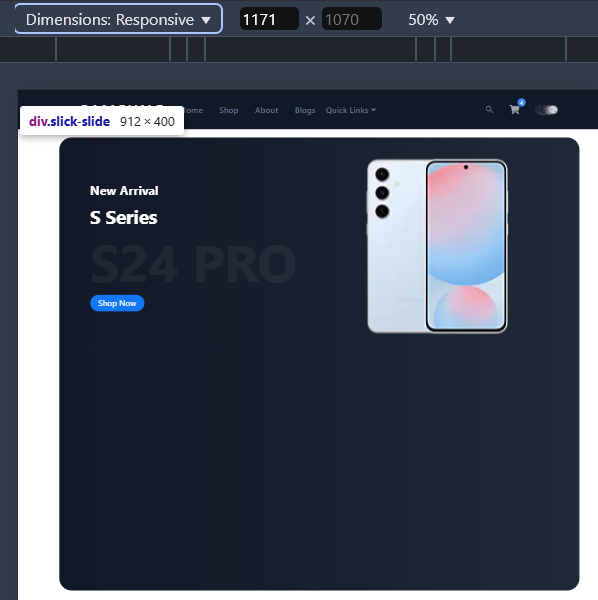 Dimensions: Responsive ▼ 1171 × 1070 50% ▼
Shop About Blogs Quick Links
4
div.slick-slide 912 × 400
New Arrival
S Series
S24 PRO
Shop Now